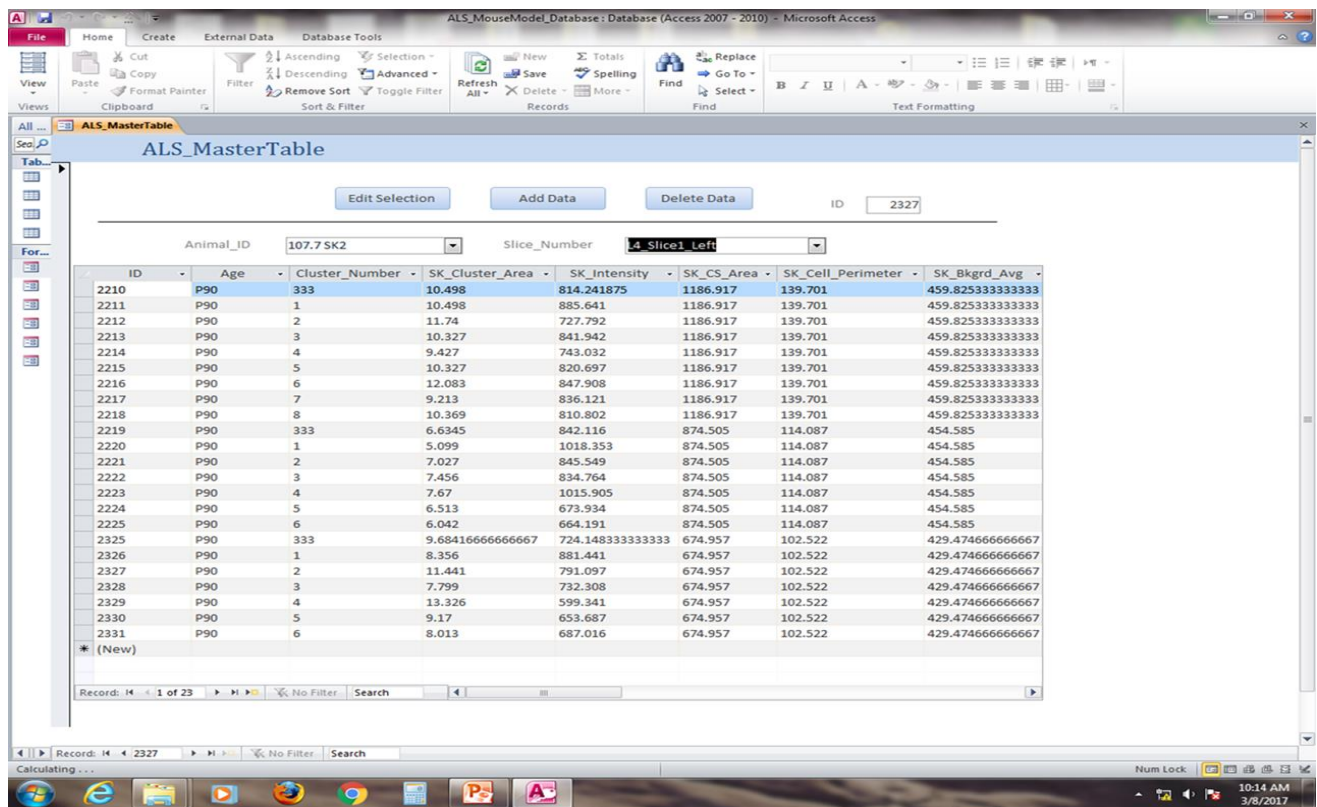 ALS_MouseModel_Database : Database (Access 2007 - 2010) - Microsoft Access
File Home Create External Data Database Tools
Cut Ascending Selection New Totals Replace
Copy Descending Advanced Save Spelling Go To
View Paste Format Painter Filter Remove Sort Toggle Filter Refresh All Delete More Find Select B I U A
Views Clipboard Sort & Filter Records Find Text Formatting
All ... ALS_MasterTable
Sea
ALS_MasterTable
Tab...
Edit Selection Add Data Delete Data ID 2327
Animal_ID 107.7 SK2 Slice_Number L4_Slice1_Left
For...
ID Age Cluster_Number SK_Cluster_Area SK_Intensity SK_CS_Area SK_Cell_Perimeter SK_Bkgrd_Avg
2210 P90 333 10.498 814.241875 1186.917 139.701 459.825333333333
2211 P90 1 10.498 885.641 1186.917 139.701 459.825333333333
2212 P90 2 11.74 727.792 1186.917 139.701 459.825333333333
2213 P90 3 10.327 841.942 1186.917 139.701 459.825333333333
2214 P90 4 9.427 743.032 1186.917 139.701 459.825333333333
2215 P90 5 10.327 820.697 1186.917 139.701 459.825333333333
2216 P90 6 12.083 847.908 1186.917 139.701 459.825333333333
2217 P90 7 9.213 836.121 1186.917 139.701 459.825333333333
2218 P90 8 10.369 810.802 1186.917 139.701 459.825333333333
2219 P90 333 6.6345 842.116 874.505 114.087 454.585
2220 P90 1 5.099 1018.353 874.505 114.087 454.585
2221 P90 2 7.027 845.549 874.505 114.087 454.585
2222 P90 3 7.456 834.764 874.505 114.087 454.585
2223 P90 4 7.67 1015.905 874.505 114.087 454.585
2224 P90 5 6.513 673.934 874.505 114.087 454.585
2225 P90 6 6.042 664.191 874.505 114.087 454.585
2325 P90 333 9.68416666666667 724.148333333333 674.957 102.522 429.474666666667
2326 P90 1 8.356 881.441 674.957 102.522 429.474666666667
2327 P90 2 11.441 791.097 674.957 102.522 429.474666666667
2328 P90 3 7.799 732.308 674.957 102.522 429.474666666667
2329 P90 4 13.326 599.341 674.957 102.522 429.474666666667
2330 P90 5 9.17 653.687 674.957 102.522 429.474666666667
2331 P90 6 8.013 687.016 674.957 102.522 429.474666666667
(New)
Record: 1 of 23 No Filter Search
Record: 2327 No Filter Search
Calculating . . . Num Lock
10:14 AM
3/8/2017